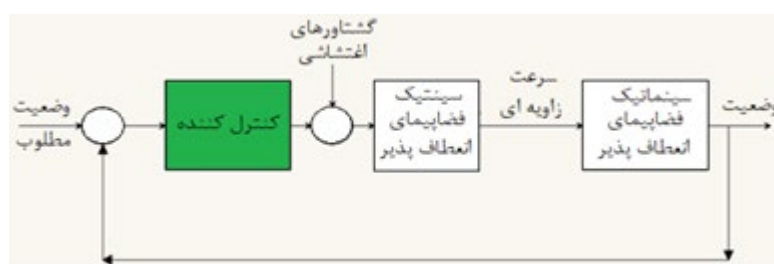 وضعیت
مطلوب
کنترل کننده
گشتاورهای
اغتشاشی
سینتیک
فضاپیمای
انعطاف پذیر
سرعت
زاویه ای
سینماتیک
فضاپیمای
انعطاف پذیر
وضعیت